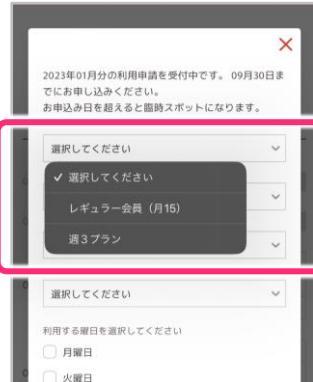 2023年01月分の利用申請を受付中です。 09月30日ま
でにお申し込みください。
お申込み日を超えると臨時スポットになります。
選択してください
✓ 選択してください
レギュラー会員（月15）
週３プラン
選択してください
利用する曜日を選択してください
月曜日
火曜日